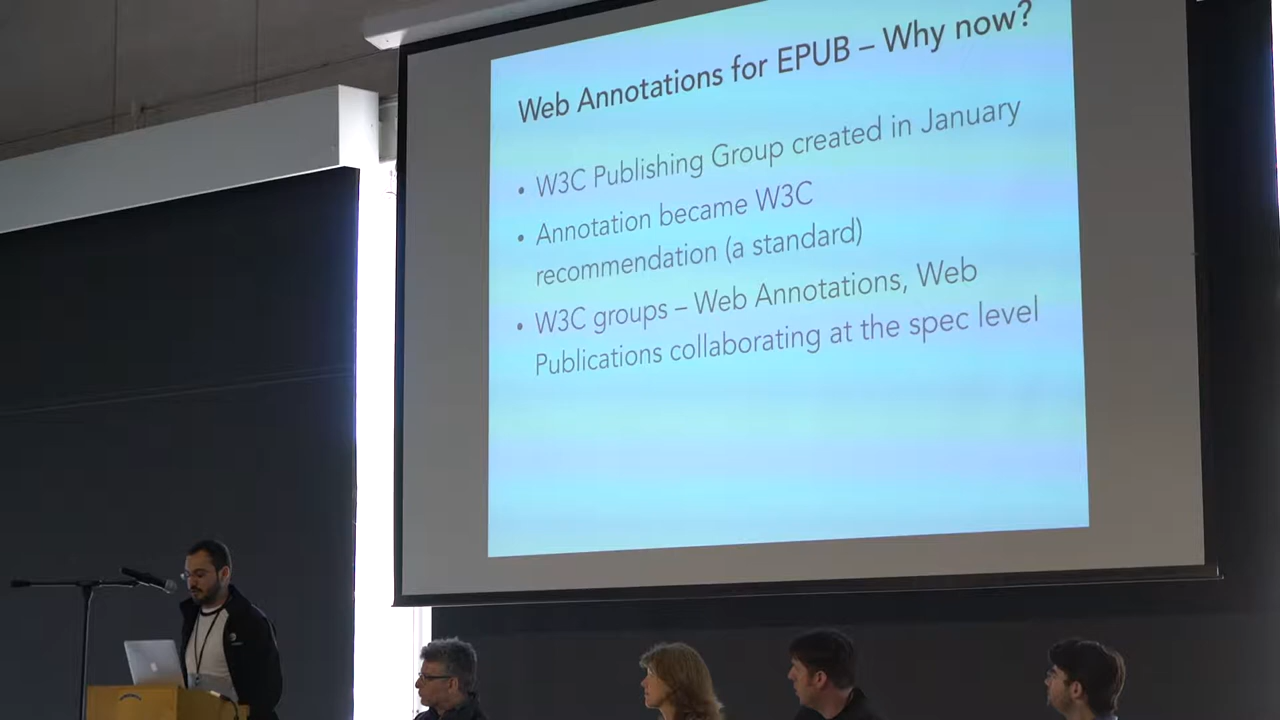 Web Annotations for EPUB – Why now?
• W3C Publishing Group created in January
• Annotation became W3C
recommendation (a standard)
• W3C groups – Web Annotations, Web
Publications collaborating at the spec level